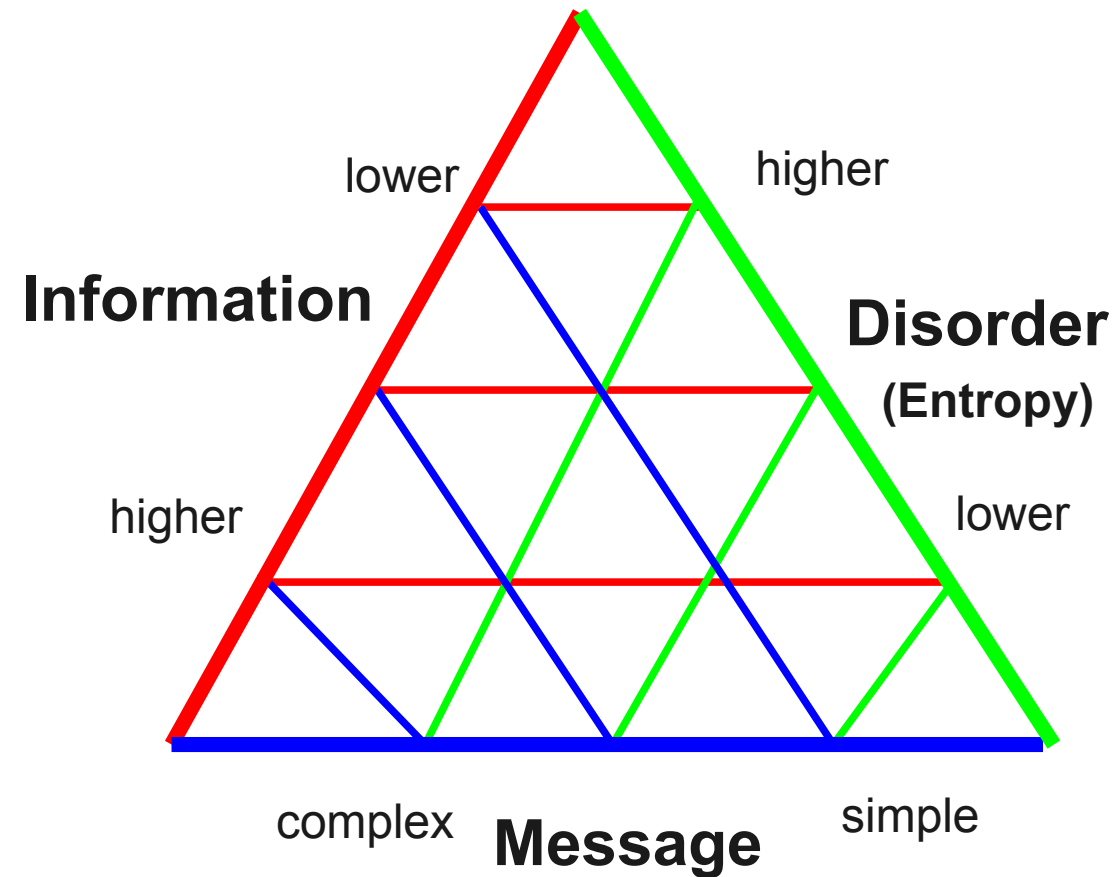 lower
higher
Information
Disorder
(Entropy)
higher
lower
complex
Message
simple